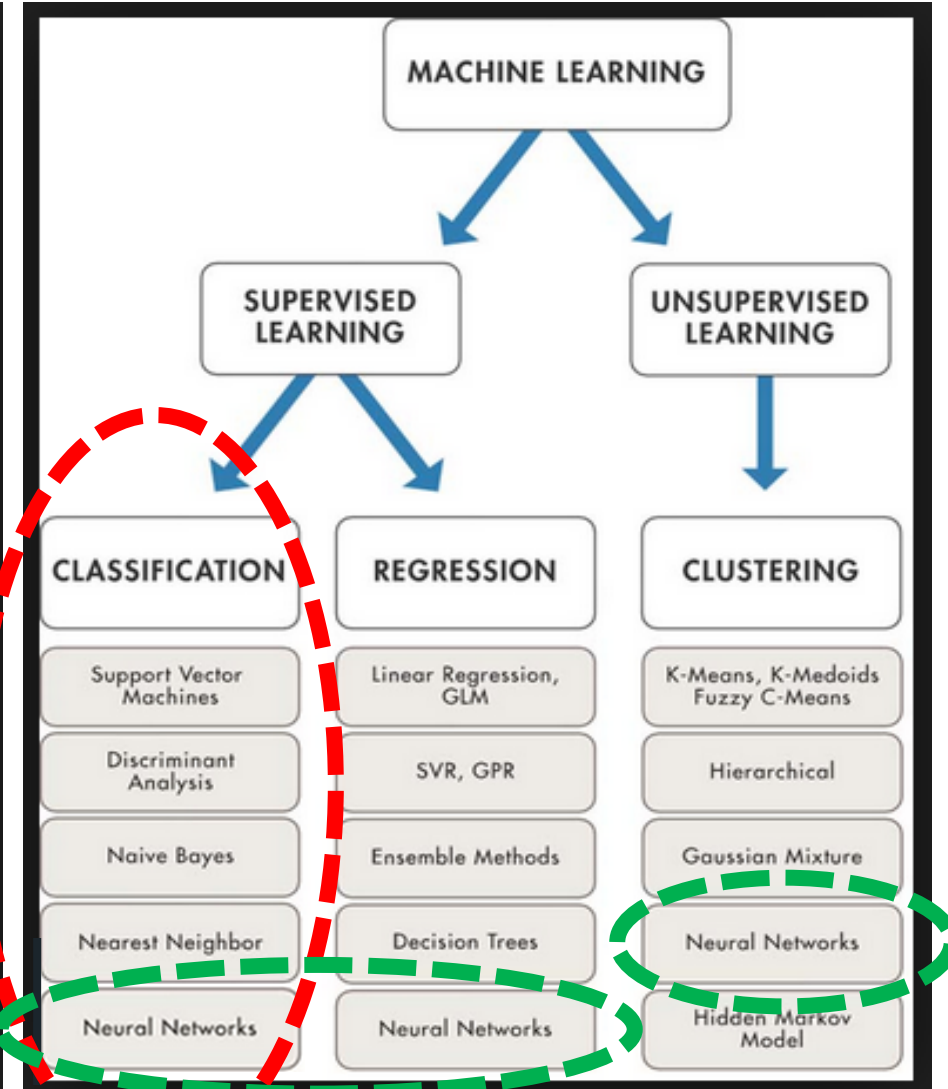 MACHINE LEARNING
SUPERVISED
LEARNING
UNSUPERVISED
LEARNING
CLASSIFICATION
Support Vector
Machines
Discriminant
Analysis
Naive Bayes
Nearest Neighbor
Neural Networks
REGRESSION
Linear Regression,
GLM
SVR, GPR
Ensemble Methods
Decision Trees
Neural Networks
CLUSTERING
K-Means, K-Medoids
Fuzzy C-Means
Hierarchical
Gaussian Mixture
Neural Networks
Hidden Markov
Model